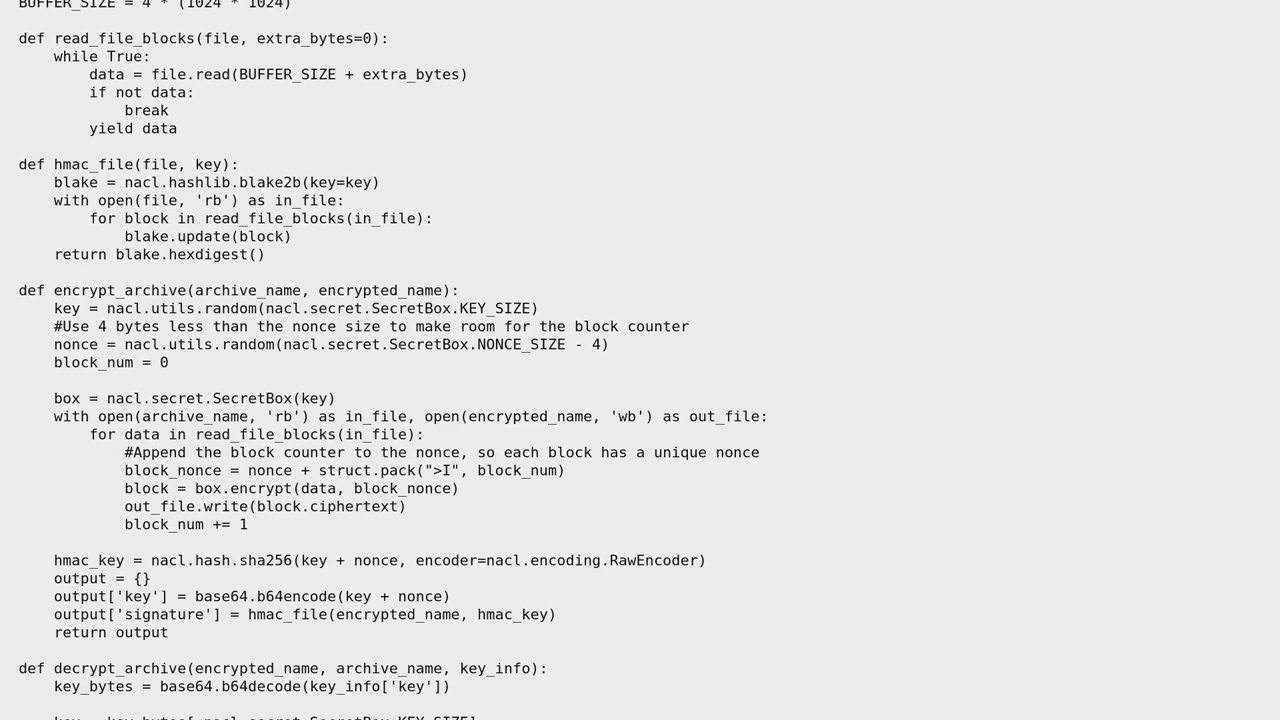 BUFFER_SIZE = 4 * (1024 * 1024)
def read_file_blocks(file, extra_bytes=0):
    while True:
        data = file.read(BUFFER_SIZE + extra_bytes)
        if not data:
            break
        yield data
def hmac_file(file, key):
    blake = nacl.hashlib.blake2b(key=key)
    with open(file, 'rb') as in_file:
        for block in read_file_blocks(in_file):
            blake.update(block)
    return blake.hexdigest()
def encrypt_archive(archive_name, encrypted_name):
    key = nacl.utils.random(nacl.secret.SecretBox.KEY_SIZE)
    #Use 4 bytes less than the nonce size to make room for the block counter
    nonce = nacl.utils.random(nacl.secret.SecretBox.NONCE_SIZE - 4)
    block_num = 0
    box = nacl.secret.SecretBox(key)
    with open(archive_name, 'rb') as in_file, open(encrypted_name, 'wb') as out_file:
        for data in read_file_blocks(in_file):
            #Append the block counter to the nonce, so each block has a unique nonce
            block_nonce = nonce + struct.pack(">I", block_num)
            block = box.encrypt(data, block_nonce)
            out_file.write(block.ciphertext)
            block_num += 1
    hmac_key = nacl.hash.sha256(key + nonce, encoder=nacl.encoding.RawEncoder)
    output = {}
    output['key'] = base64.b64encode(key + nonce)
    output['signature'] = hmac_file(encrypted_name, hmac_key)
    return output
def decrypt_archive(encrypted_name, archive_name, key_info):
    key_bytes = base64.b64decode(key_info['key'])
    key = key_bytes[:nacl.secret.SecretBox.KEY_SIZE]